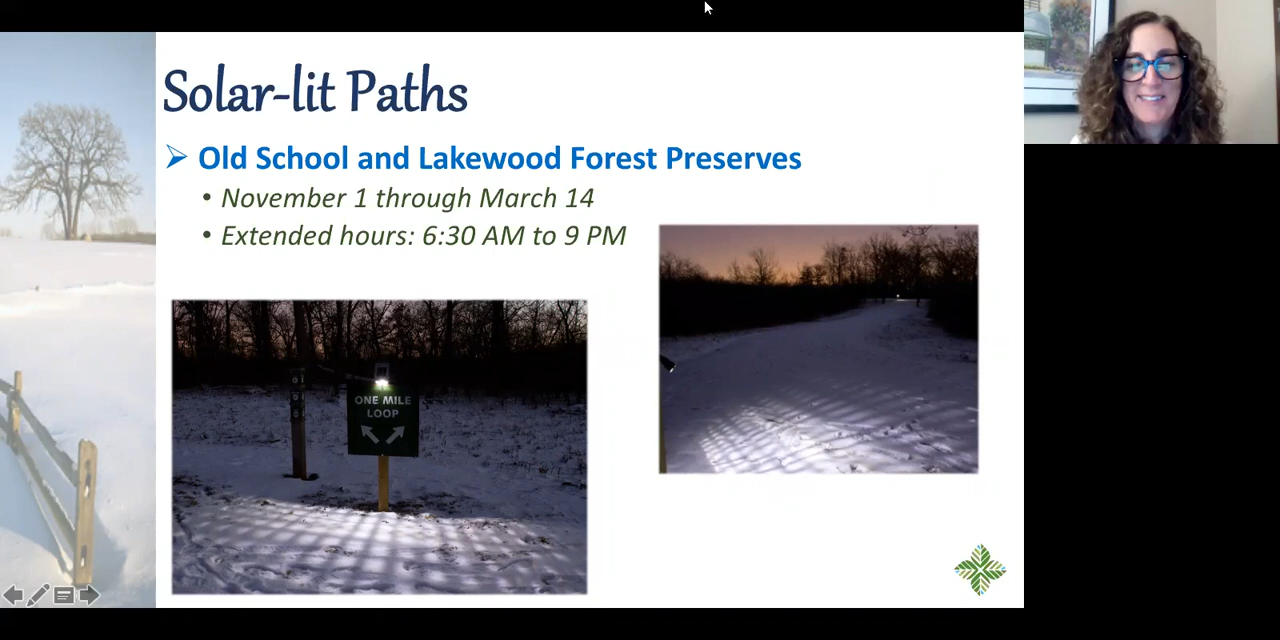 Solar-lit Paths
➢ Old School and Lakewood Forest Preserves
• November 1 through March 14
• Extended hours: 6:30 AM to 9 PM
ONE MILE
LOOP